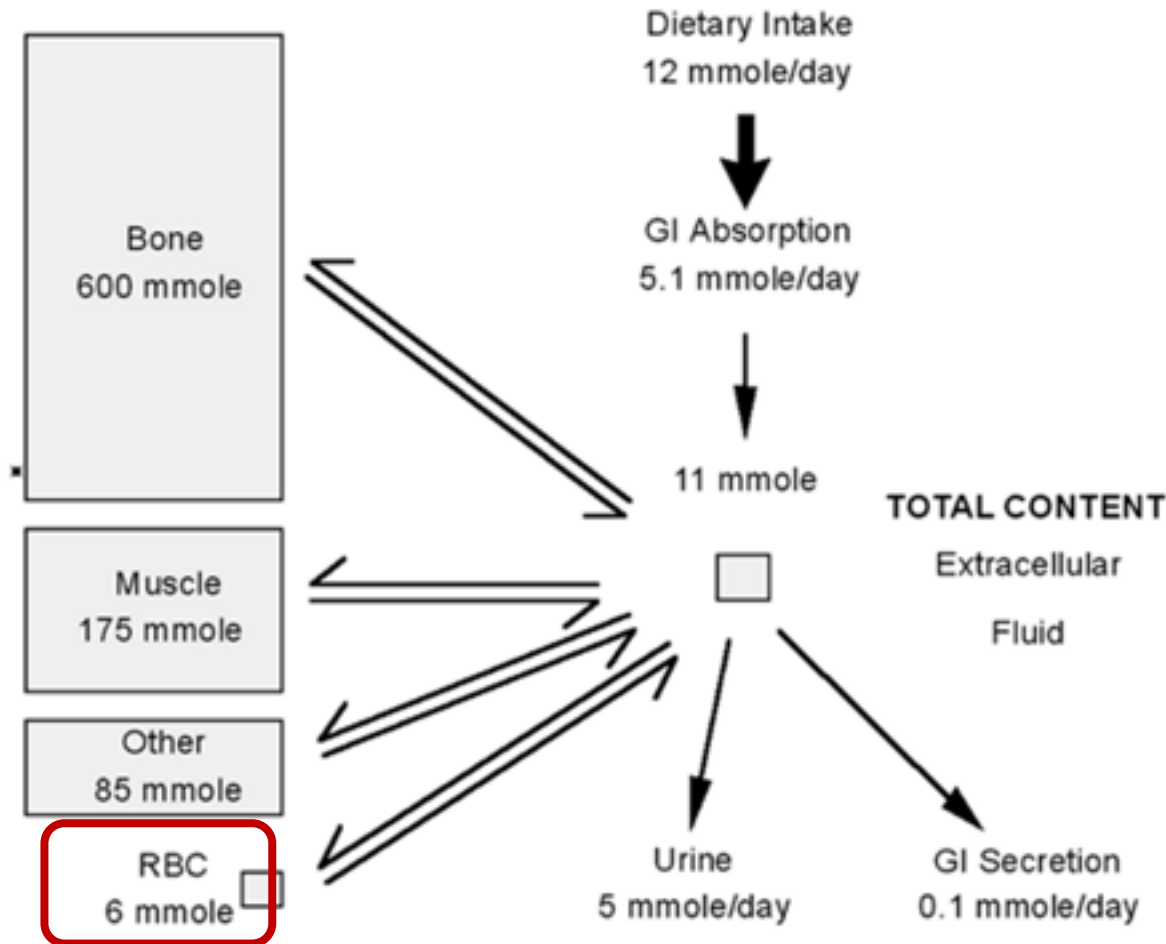 Dietary Intake
12 mmole/day
GI Absorption
5.1 mmole/day
Bone
600 mmole
11 mmole
TOTAL CONTENT
Extracellular
Fluid
Muscle
175 mmole
Other
85 mmole
RBC
6 mmole
Urine
5 mmole/day
GI Secretion
0.1 mmole/day